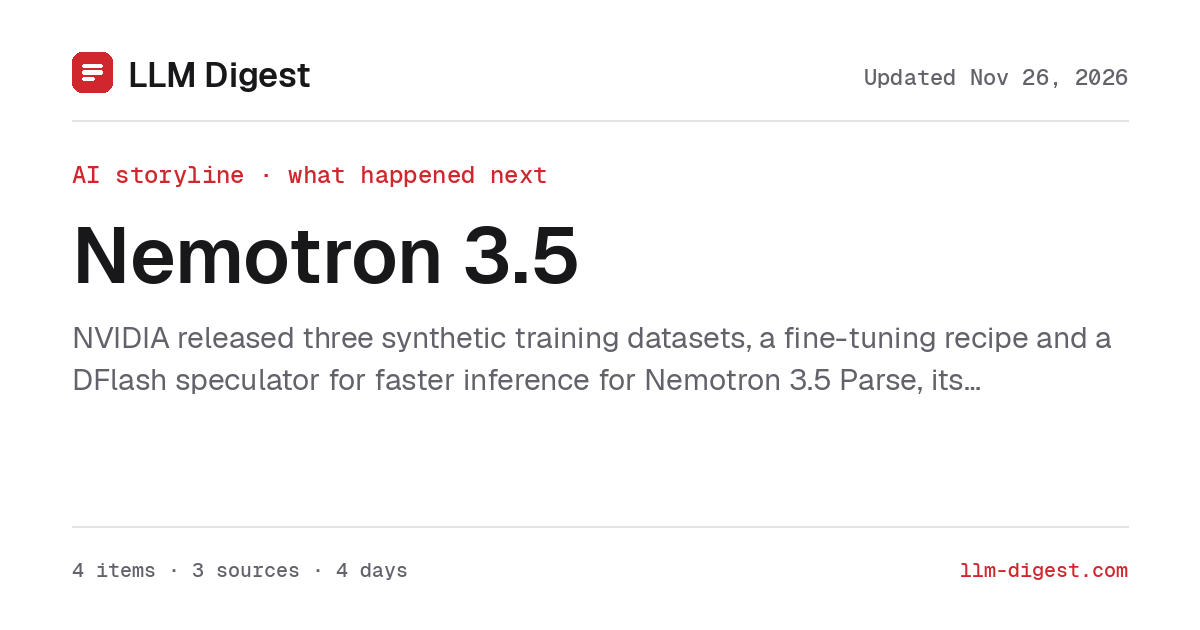 LLM Digest
Updated Nov 26, 2026
AI storyline · what happened next
Nemotron 3.5
NVIDIA released three synthetic training datasets, a fine-tuning recipe and a
DFlash speculator for faster inference for Nemotron 3.5 Parse, its…
4 items · 3 sources · 4 days
llm-digest.com